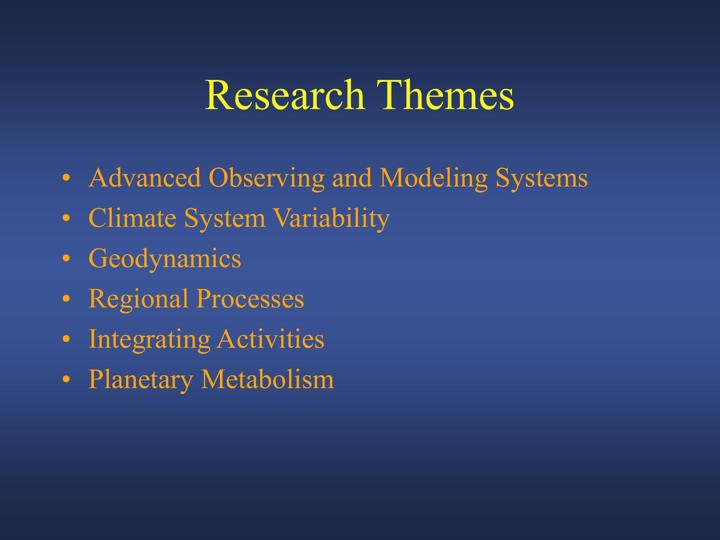 Research Themes
• Advanced Observing and Modeling Systems
• Climate System Variability
• Geodynamics
• Regional Processes
• Integrating Activities
• Planetary Metabolism